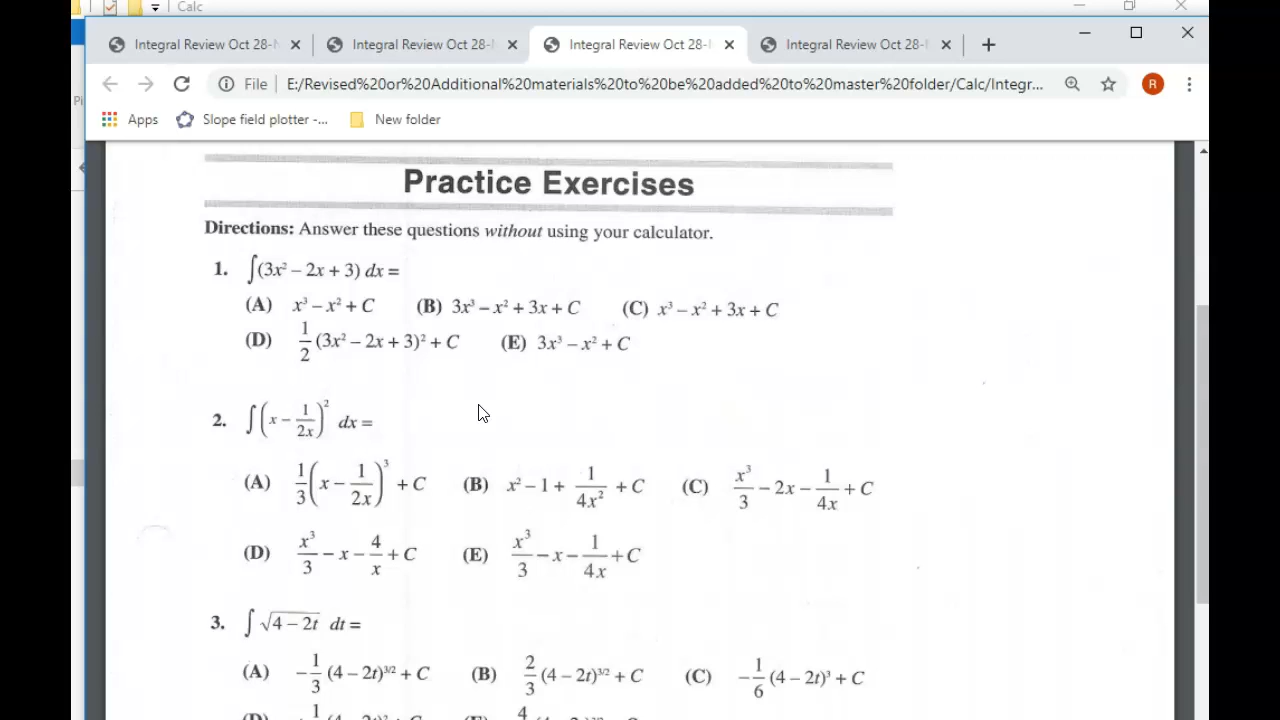 Calc
Integral Review Oct 28- Integral Review Oct 28- Integral Review Oct 28- Integral Review Oct 28-
File E:/Revised%20or%20Additional%20materials%20to%20be%20added%20to%20master%20folder/Calc/Integr... R
Apps Slope field plotter -... New folder
Practice Exercises
Directions: Answer these questions without using your calculator.
1. ∫(3x² – 2x + 3) dx =
(A) x³ – x² + C (B) 3x³ – x² + 3x + C (C) x³ – x² + 3x + C
(D) 1/2 (3x² – 2x + 3)² + C (E) 3x³ – x² + C
2. ∫(x – 1/2x)² dx =
(A) 1/3(x – 1/2x)³ + C (B) x² – 1 + 1/4x² + C (C) x³/3 – 2x – 1/4x + C
(D) x³/3 – x – 4/x + C (E) x³/3 – x – 1/4x + C
3. ∫ √(4 – 2t) dt =
(A) –1/3 (4 – 2t)^3/2 + C (B) 2/3 (4 – 2t)^3/2 + C (C) –1/6 (4 – 2t)³ + C